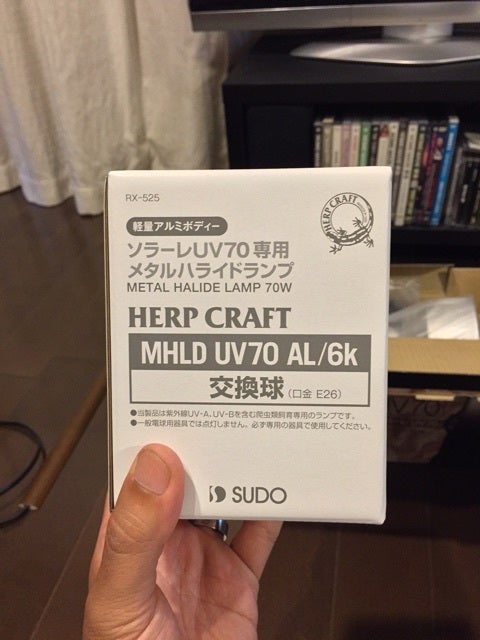 RX-525
軽量アルミボディー
HERP CRAFT
ソラーレUV70専用
メタルハライドランプ
METAL HALIDE LAMP 70W
HERP CRAFT
MHLD UV70 AL/6k
交換球(口金 E26)
●当製品は紫外線UV-A、UV-Bを含む爬虫類飼育専用のランプです。
●一般電球用器具では点灯しません。必ず専用の器具で使用してください。
SUDO
UV70